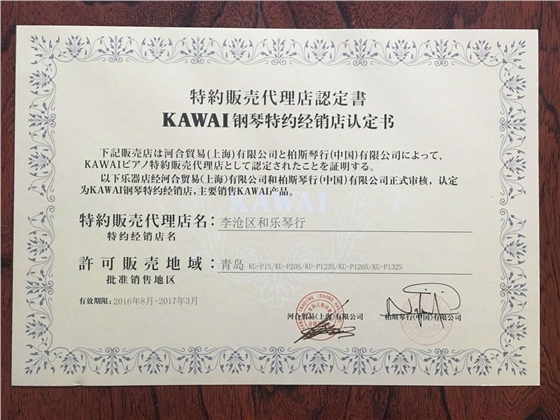 特約販売代理店認定書
KAWAI钢琴特约经销店认定书
下記販売店は河合貿易(上海)有限公司と柏斯琴行(中国)有限公司によって、
KAWAIピアノ特約販売代理店として認定されたことを証明する。
以下乐器店经河合贸易(上海)有限公司和柏斯琴行(中国)有限公司正式审核，认定
为KAWAI钢琴特约经销店，主要销售KAWAI产品。
KAWAI
特約販売代理店名：李沧区和乐琴行
特约经销店名
許可販売地域：青岛 KU-P1S/KU-P20S/KU-P123S/KU-P126S/KU-P132S
批准销售地区
有效期限：2016年8月-2017年3月
河合贸易(上海)有限公司 柏斯琴行(中国)有限公司